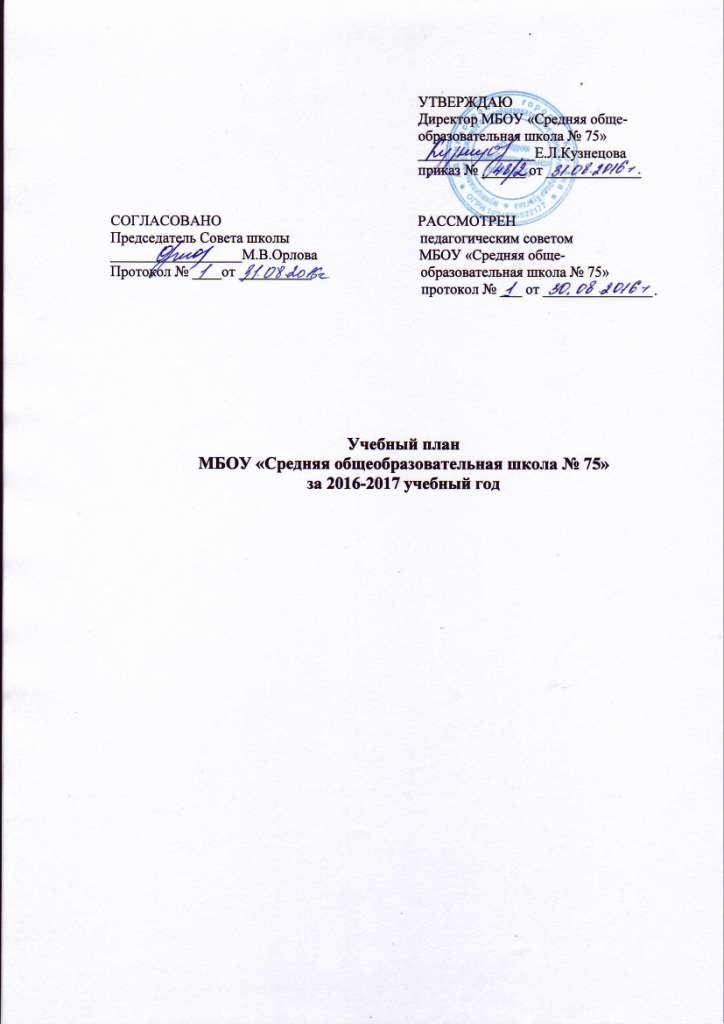 УТВЕРЖДАЮ
Директор МБОУ «Средняя обще-
образовательная школа № 75»
Е.Л.Кузнецова
приказ № 148/2 от 31.08.2016г.
СОГЛАСОВАНО
Председатель Совета школы
М.В.Орлова
Протокол № 1 от 31.08.2016г
РАССМОТРЕН
педагогическим советом
МБОУ «Средняя обще-
образовательная школа № 75»
протокол № 1 от 30.08 2016г.
Учебный план
МБОУ «Средняя общеобразовательная школа № 75»
за 2016-2017 учебный год